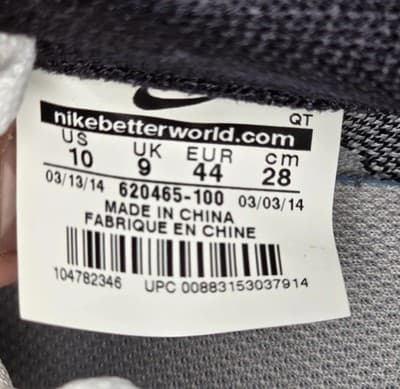 QT
nikebetterworld.com
US UK EUR cm
10 9 44 28
03/13/14 620465-100 03/03/14
MADE IN CHINA
FABRIQUE EN CHINE
104782346 UPC 00883153037914